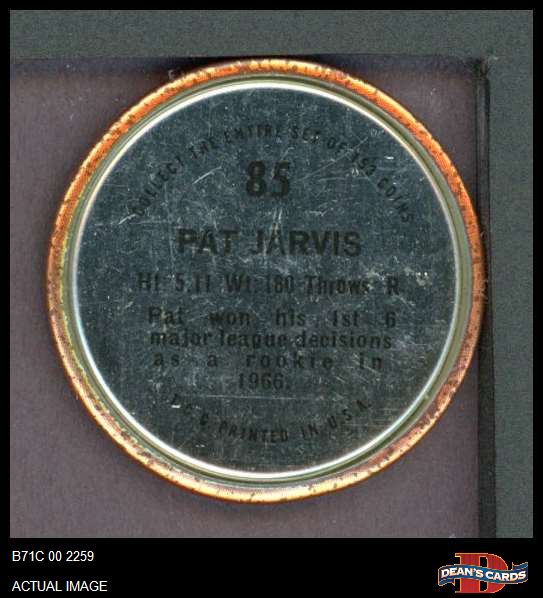 COLLECT THE ENTIRE SET OF 153 COINS
85
PAT JARVIS
Ht 5.11 Wt. 180 Throws R
Pat won his 1st 6
major league decisions
as a rookie in
1966.
T.C.G. PRINTED IN U.S.A.
B71C 00 2259
ACTUAL IMAGE
D
DEAN'S CARDS